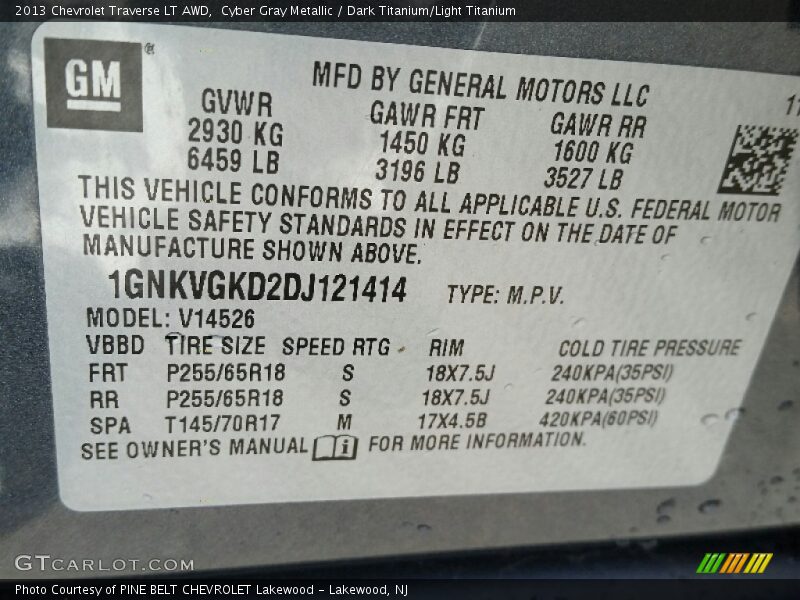 2013 Chevrolet Traverse LT AWD,  Cyber Gray Metallic / Dark Titanium/Light Titanium
GM ®
MFD BY GENERAL MOTORS LLC
GVWR GAWR FRT GAWR RR
2930 KG 1450 KG 1600 KG
6459 LB 3196 LB 3527 LB
THIS VEHICLE CONFORMS TO ALL APPLICABLE U.S. FEDERAL MOTOR
VEHICLE SAFETY STANDARDS IN EFFECT ON THE DATE OF
MANUFACTURE SHOWN ABOVE.
1GNKVGKD2DJ121414 TYPE: M.P.V.
MODEL: V14526
VBBD TIRE SIZE SPEED RTG RIM COLD TIRE PRESSURE
FRT P255/65R18 S 18X7.5J 240KPA(35PSI)
RR P255/65R18 S 18X7.5J 240KPA(35PSI)
SPA T145/70R17 M 17X4.5B 420KPA(60PSI)
SEE OWNER'S MANUAL i FOR MORE INFORMATION.
GTCARLOT.COM
Photo Courtesy of PINE BELT CHEVROLET Lakewood - Lakewood, NJ